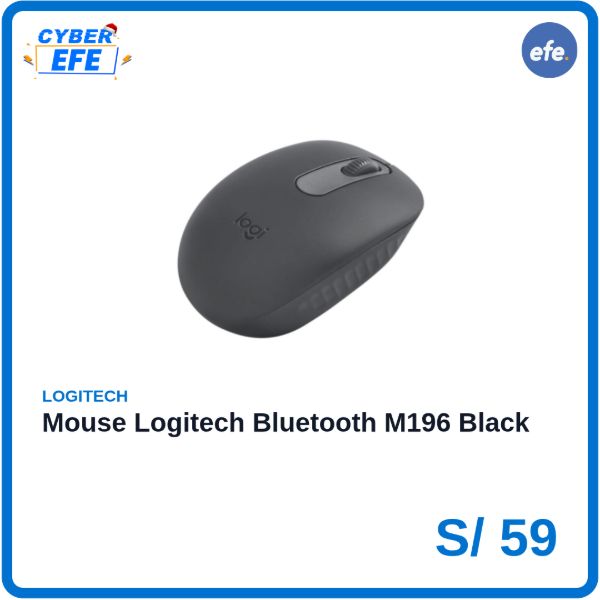 CYBER
EFE
efe.
logi
LOGITECH
Mouse Logitech Bluetooth M196 Black
S/ 59